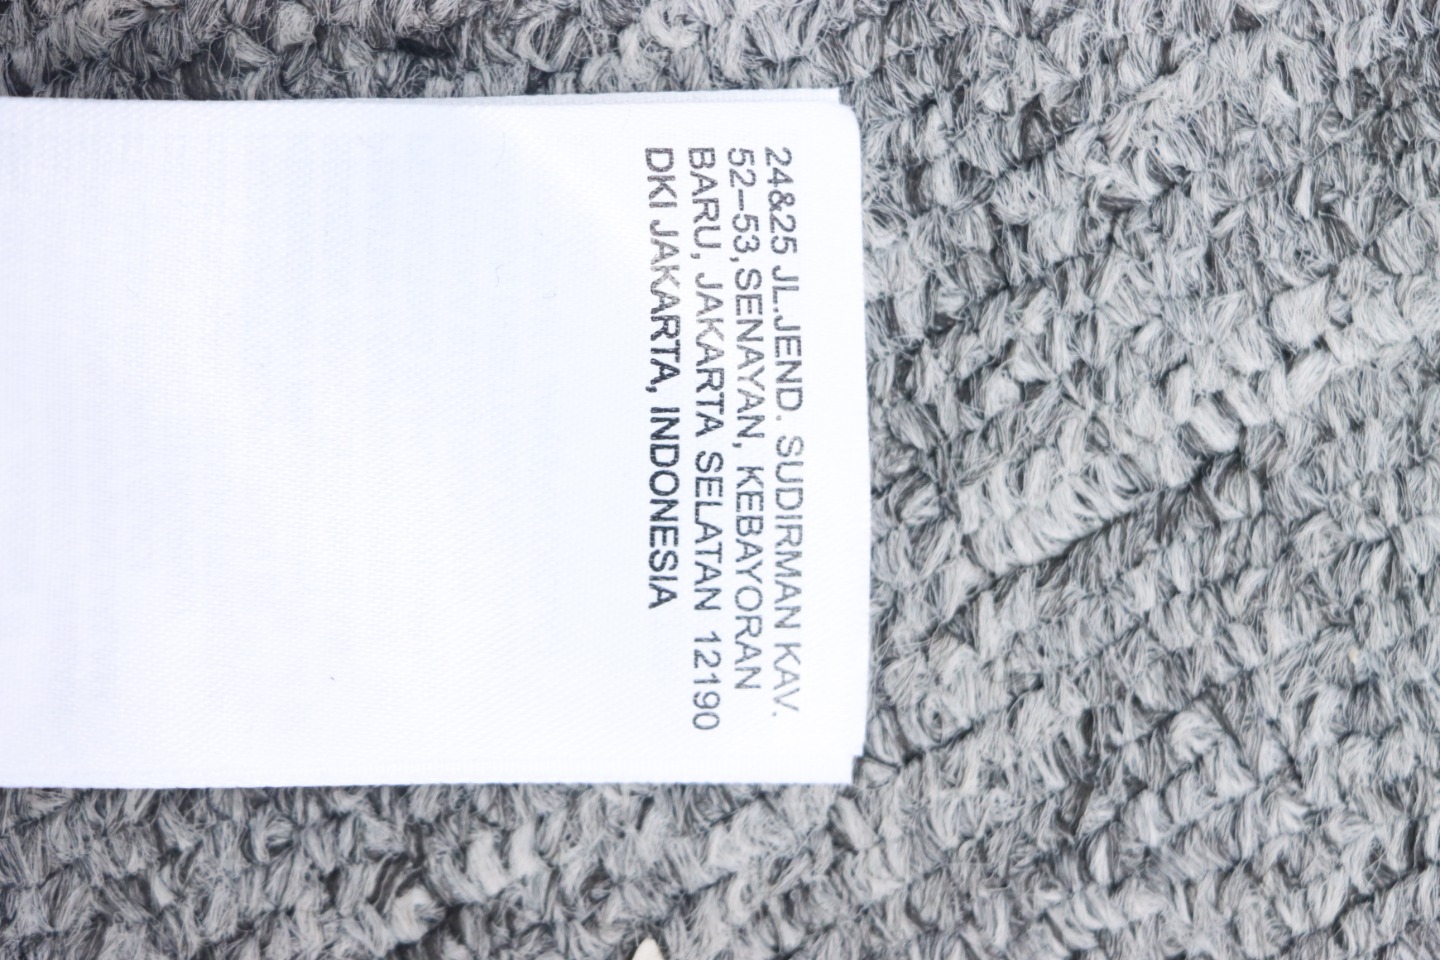 24&25 JL.JEND. SUDIRMAN KAV.
52–53,SENAYAN, KEBAYORAN
BARU, JAKARTA SELATAN 12190
DKI JAKARTA, INDONESIA